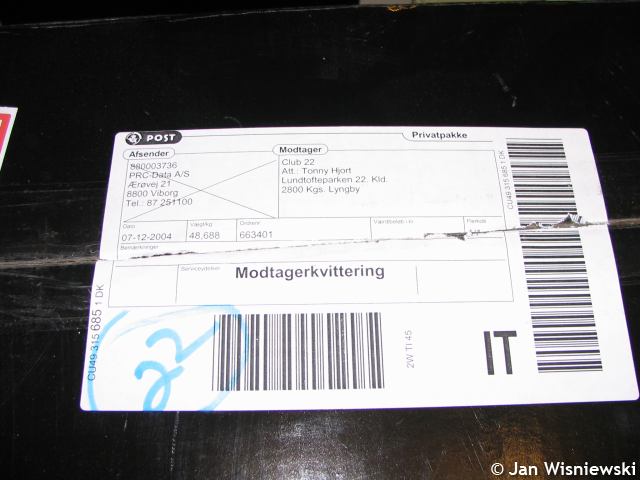 POST
Privatpakke
Afsender
Modtager
880003736
PRC-Data A/S
Ærøvej 21
8800 Viborg
Tel.: 87 251100
Club 22
Att.: Tonny Hjort
Lundtofteparken 22. Kld.
2800 Kgs. Lyngby
Dato Vægt/kg Ordrenr.
07-12-2004 48,688 663401
Bemærkninger
Serviceydelser
Modtagerkvittering
CU49 315 685 1 DK
CU49 315 685 1 DK
22
2W TI 45
IT
© Jan Wisniewski